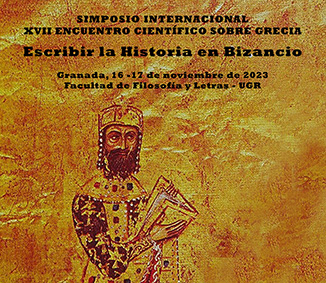 SIMPOSIO INTERNACIONAL
XVII ENCUENTRO CIENTÍFICO SOBRE GRECIA
Escribir la Historia en Bizancio
Granada, 16 -17 de noviembre de 2023
Facultad de Filosofía y Letras - UGR